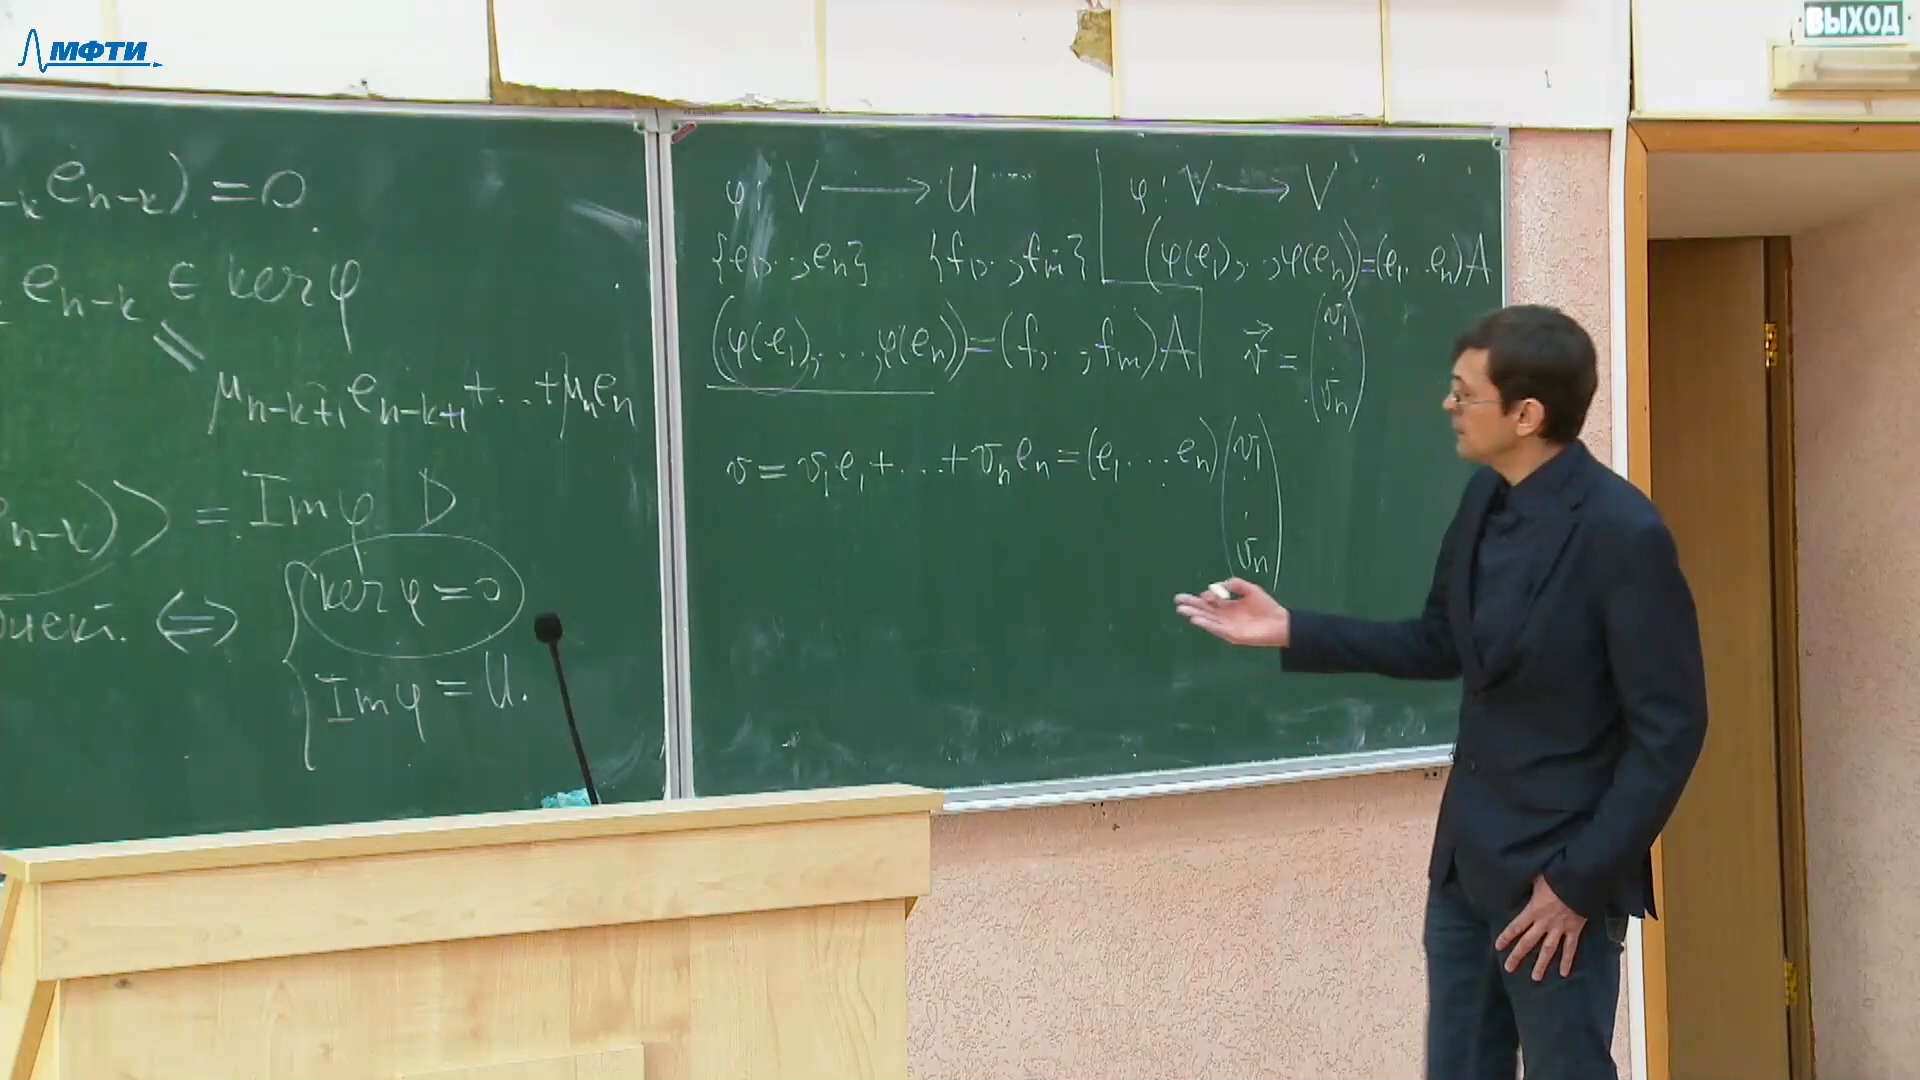 МФТИ
ВЫХОД
-k e_{n-k}) = 0.
e_{n-k} ∈ ker φ
μ_{n-k+1} e_{n-k+1} + ... + μ_n e_n
e_{n-k})⟩ = Im φ ▷
⇔ { ker φ = 0
Im φ = U.
φ: V ⟶ U
{e_1, ..., e_n} {f_1, ..., f_m}
(φ(e_1), ..., φ(e_n)) = (f_1, ..., f_m) A
φ: V ⟶ V
(φ(e_1), ..., φ(e_n)) = (e_1 ... e_n) A
v⃗ = (v_1 ... v_n)
v = v_1 e_1 + ... + v_n e_n = (e_1 ... e_n) (v_1 ... v_n)